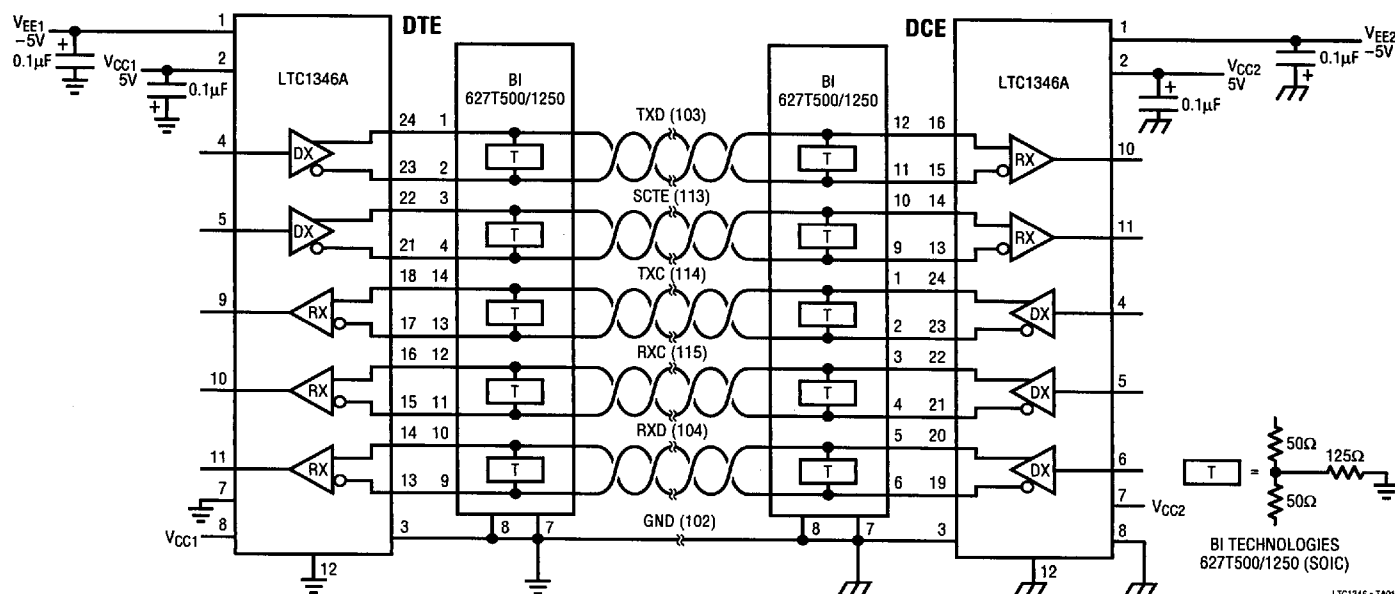 DTE
DCE
VEE1
–5V
0.1µF
+
1
VCC1
5V
0.1µF
+
2
LTC1346A
BI
627T500/1250
BI
627T500/1250
LTC1346A
1
VEE2
–5V
+
0.1µF
2
VCC2
5V
+
0.1µF
TXD (103)
4 DX 24 1 T T 12 16 RX 10
23 2 11 15
SCTE (113)
5 DX 22 3 T T 10 14 RX 11
21 4 9 13
TXC (114)
9 RX 18 14 T T 1 24 DX 4
17 13 2 23
RXC (115)
10 RX 16 12 T T 3 22 DX 5
15 11 4 21
RXD (104)
11 RX 14 10 T T 5 20 DX 6
13 9 6 19
7 7 VCC2
GND (102)
VCC1 8 3 8 7 8 7 3 8
12 12
T = 50Ω 125Ω
50Ω
BI TECHNOLOGIES
627T500/1250 (SOIC)
LTC1346 • TA01